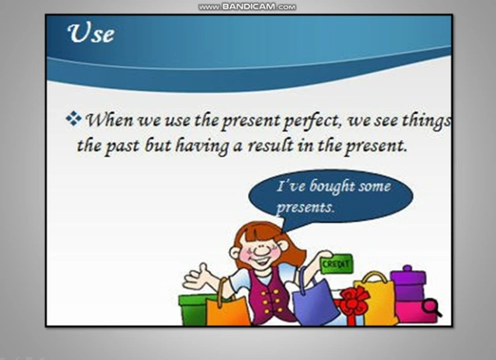 www.BANDICAM.com
Use
When we use the present perfect, we see things
the past but having a result in the present.
I've bought some
presents.
CREDIT